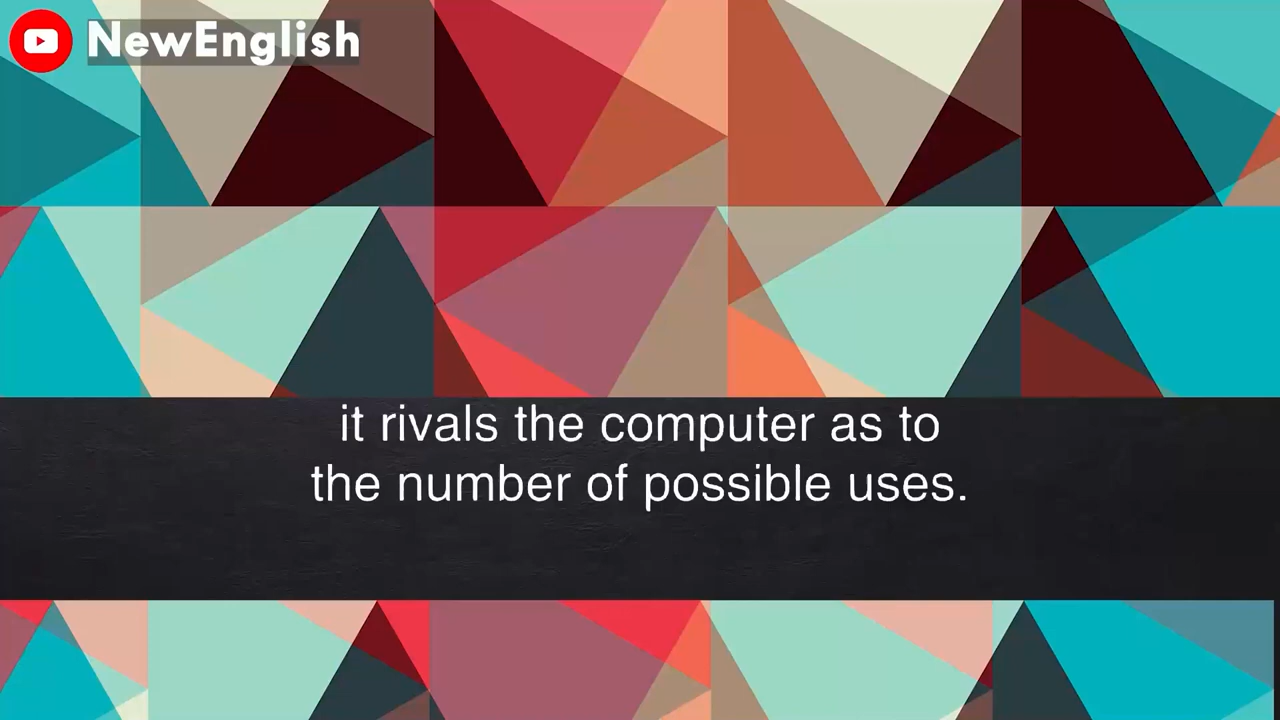 NewEnglish
it rivals the computer as to
the number of possible uses.